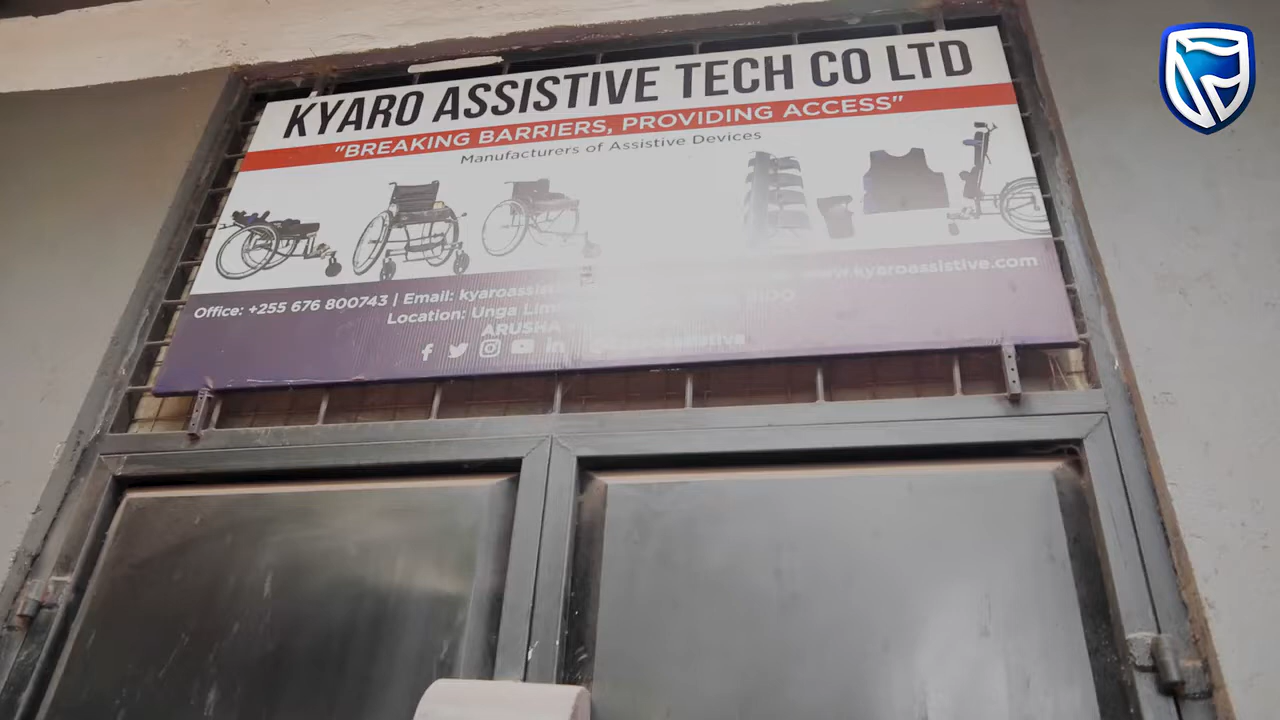 KYARO ASSISTIVE TECH CO LTD
"BREAKING BARRIERS, PROVIDING ACCESS"
Manufacturers of Assistive Devices
Office: +255 676 800743 | Email: www.kyaroassistive.com
Location: Unga
ARUSHA